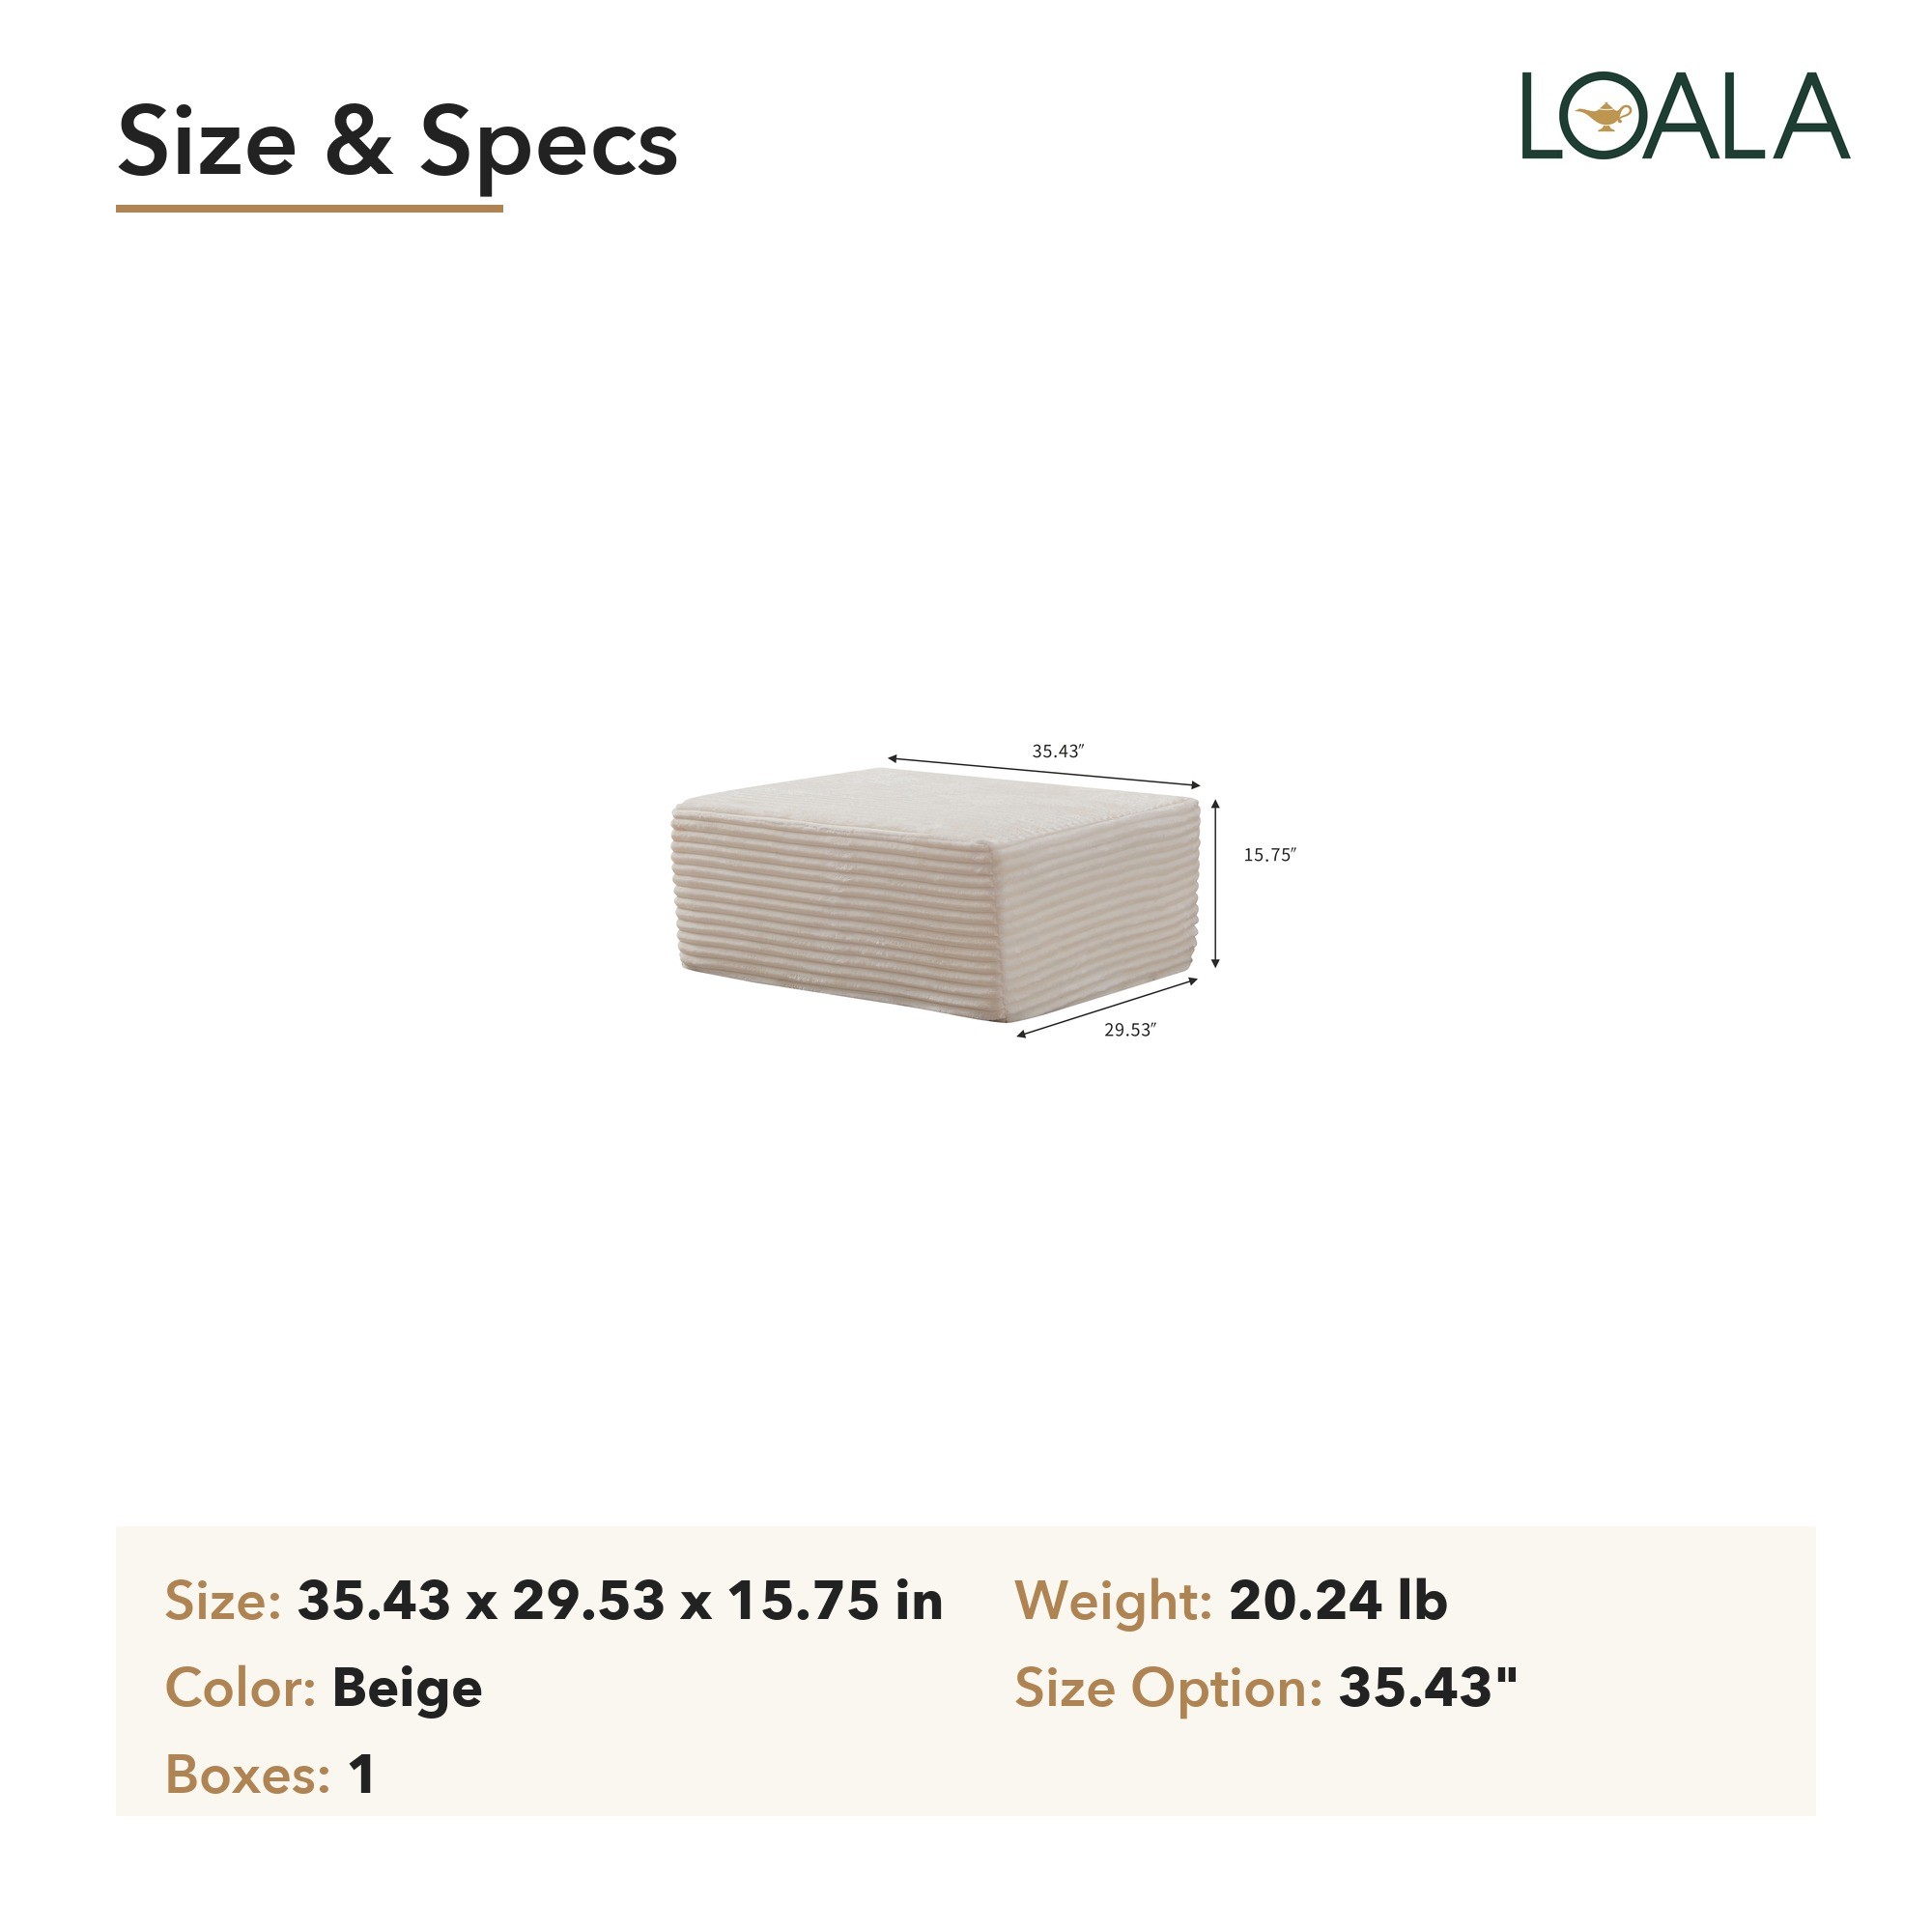 Size & Specs
LOALA
35.43″
15.75″
29.53″
Size: 35.43 x 29.53 x 15.75 in
Weight: 20.24 lb
Color: Beige
Size Option: 35.43"
Boxes: 1